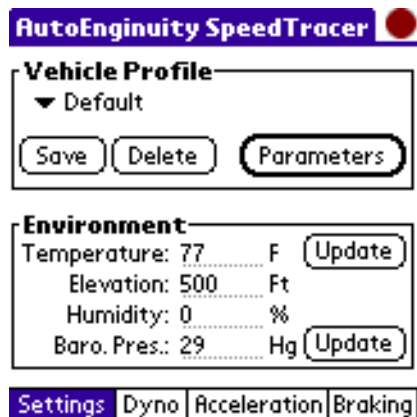 AutoEnginuity SpeedTracer
Vehicle Profile
Default
Save Delete Parameters
Environment
Temperature: 77 F Update
Elevation: 500 Ft
Humidity: 0 %
Baro. Pres.: 29 Hg Update
Settings Dyno Acceleration Braking